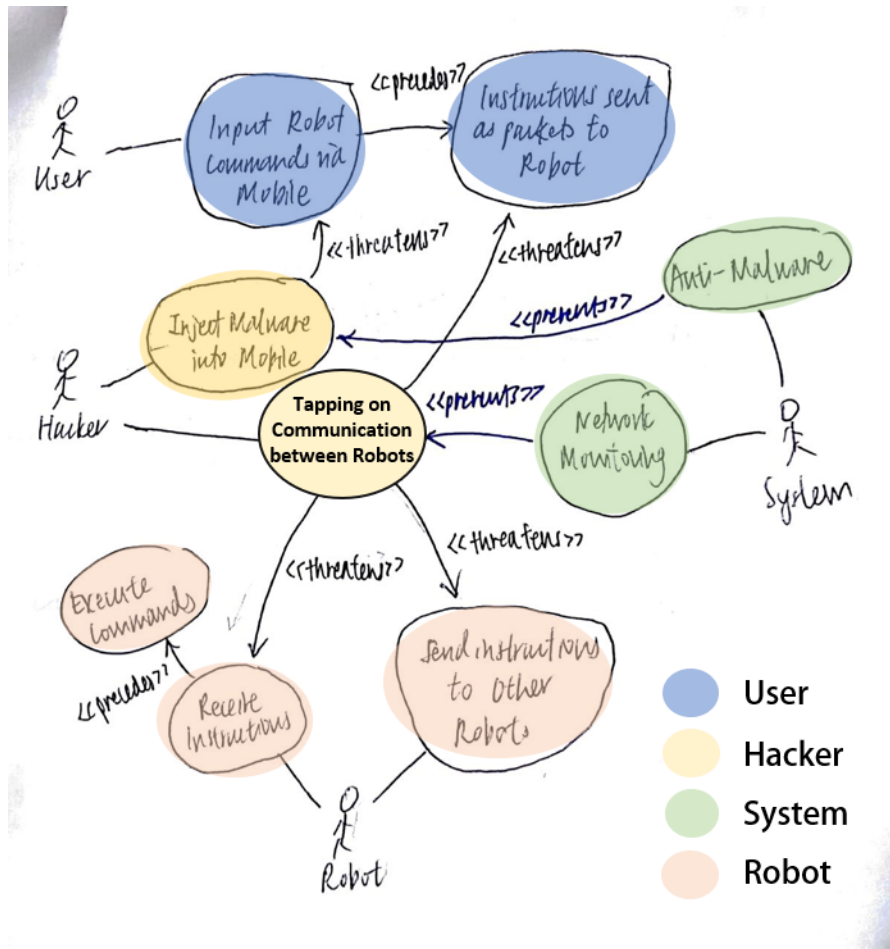 <<precedes>>
User
Input Robot
Commands via
Mobile
Instructions sent
as packets to
Robot
<<threatens>>
<<threatens>>
Anti-Malware
<<prevents>>
Inject Malware
into Mobile
Hacker
Tapping on
Communication
between Robots
<<prevents>>
Network
Monitoring
System
<<threatens>>
<<threatens>>
Execute
Commands
<<precedes>>
Receive
Instructions
Send instructions
to Other
Robots
Robot
User
Hacker
System
Robot